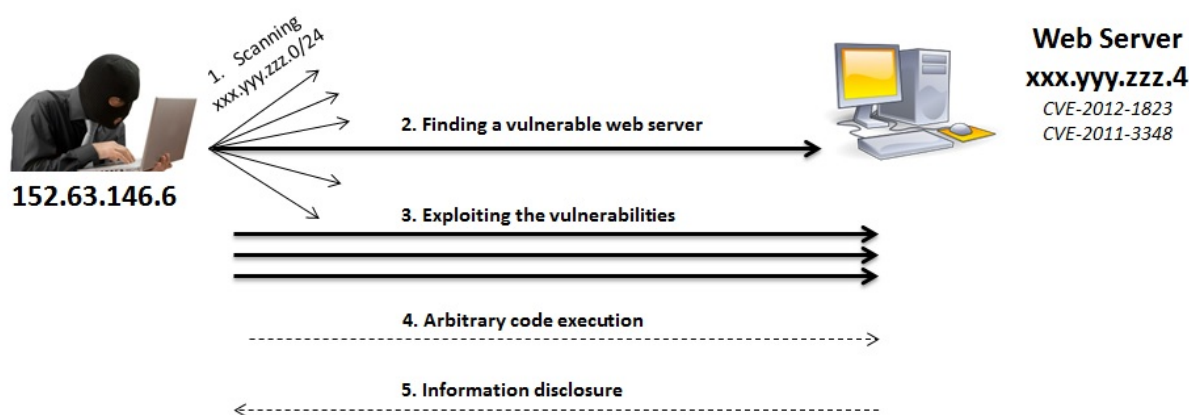 1. Scanning
xxx.yyy.zzz.0/24
2. Finding a vulnerable web server
Web Server
xxx.yyy.zzz.4
CVE-2012-1823
CVE-2011-3348
152.63.146.6
3. Exploiting the vulnerabilities
4. Arbitrary code execution
5. Information disclosure